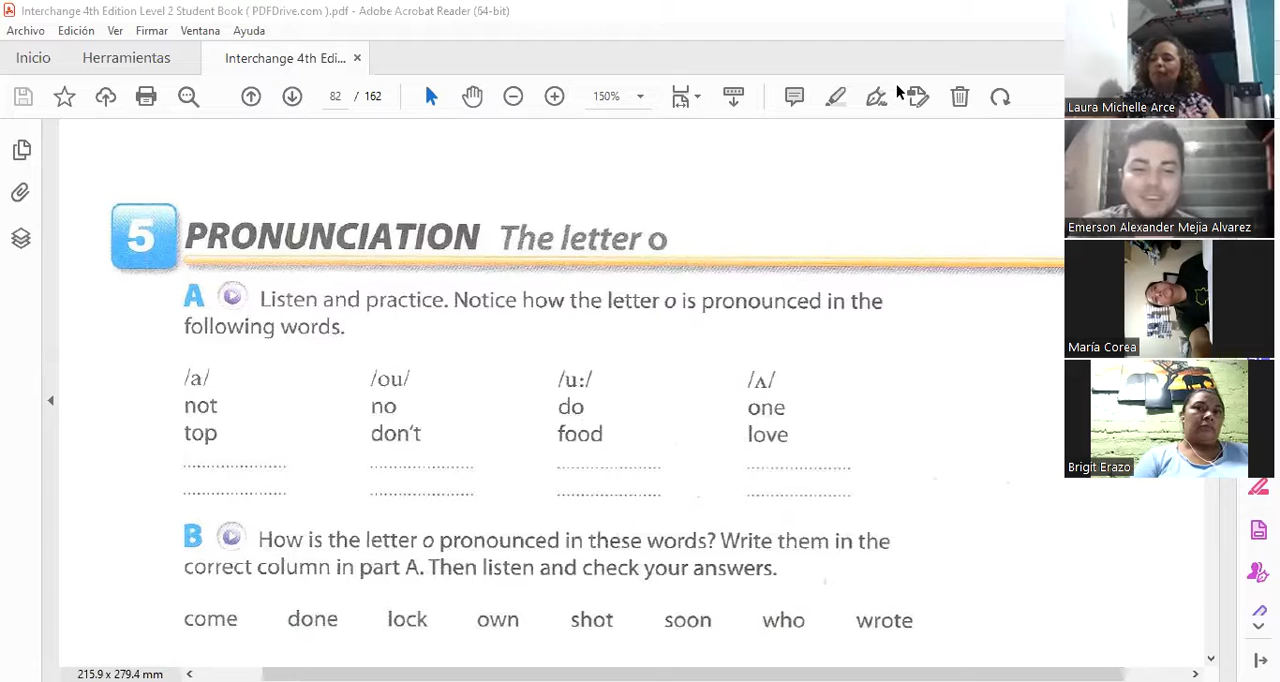 Interchange 4th Edition Level 2 Student Book ( PDFDrive.com ).pdf - Adobe Acrobat Reader (64-bit)
Archivo Edición Ver Firmar Ventana Ayuda
Inicio Herramientas Interchange 4th Edi... ×
82 / 162 150%
Laura Michelle Arce
Emerson Alexander Mejia Alvarez
María Corea
Brigit Erazo
5 PRONUNCIATION The letter o
A Listen and practice. Notice how the letter o is pronounced in the
following words.
/a/ /ou/ /u:/ /ʌ/
not no do one
top don't food love
B How is the letter o pronounced in these words? Write them in the
correct column in part A. Then listen and check your answers.
come done lock own shot soon who wrote
215.9 x 279.4 mm